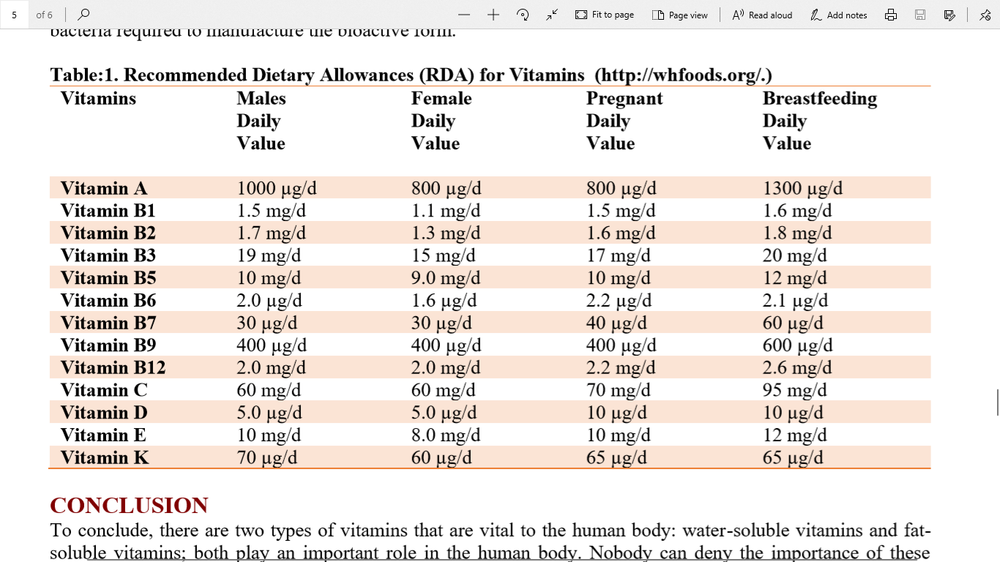 5 of 6 Fit to page Page view Read aloud Add notes
bacteria required to manufacture the bioactive form.
Table:1. Recommended Dietary Allowances (RDA) for Vitamins (http://whfoods.org/.)
Vitamins Males Female Pregnant Breastfeeding
Daily Daily Daily Daily
Value Value Value Value
Vitamin A 1000 µg/d 800 µg/d 800 µg/d 1300 µg/d
Vitamin B1 1.5 mg/d 1.1 mg/d 1.5 mg/d 1.6 mg/d
Vitamin B2 1.7 mg/d 1.3 mg/d 1.6 mg/d 1.8 mg/d
Vitamin B3 19 mg/d 15 mg/d 17 mg/d 20 mg/d
Vitamin B5 10 mg/d 9.0 mg/d 10 mg/d 12 mg/d
Vitamin B6 2.0 µg/d 1.6 µg/d 2.2 µg/d 2.1 µg/d
Vitamin B7 30 µg/d 30 µg/d 40 µg/d 60 µg/d
Vitamin B9 400 µg/d 400 µg/d 400 µg/d 600 µg/d
Vitamin B12 2.0 mg/d 2.0 mg/d 2.2 mg/d 2.6 mg/d
Vitamin C 60 mg/d 60 mg/d 70 mg/d 95 mg/d
Vitamin D 5.0 µg/d 5.0 µg/d 10 µg/d 10 µg/d
Vitamin E 10 mg/d 8.0 mg/d 10 mg/d 12 mg/d
Vitamin K 70 µg/d 60 µg/d 65 µg/d 65 µg/d
CONCLUSION
To conclude, there are two types of vitamins that are vital to the human body: water-soluble vitamins and fat-
soluble vitamins; both play an important role in the human body. Nobody can deny the importance of these